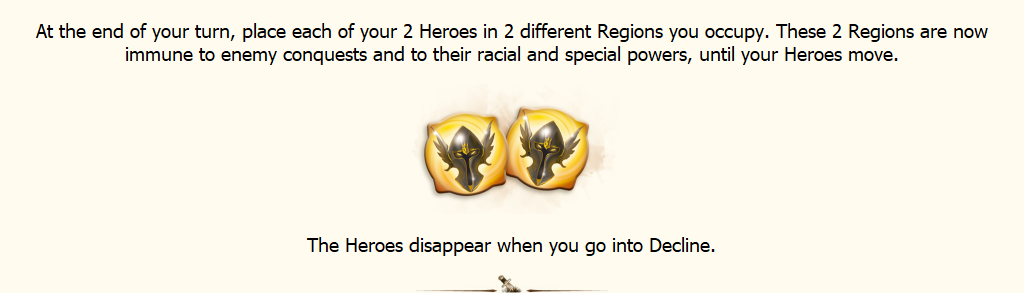 At the end of your turn, place each of your 2 Heroes in 2 different Regions you occupy. These 2 Regions are now
immune to enemy conquests and to their racial and special powers, until your Heroes move.
The Heroes disappear when you go into Decline.